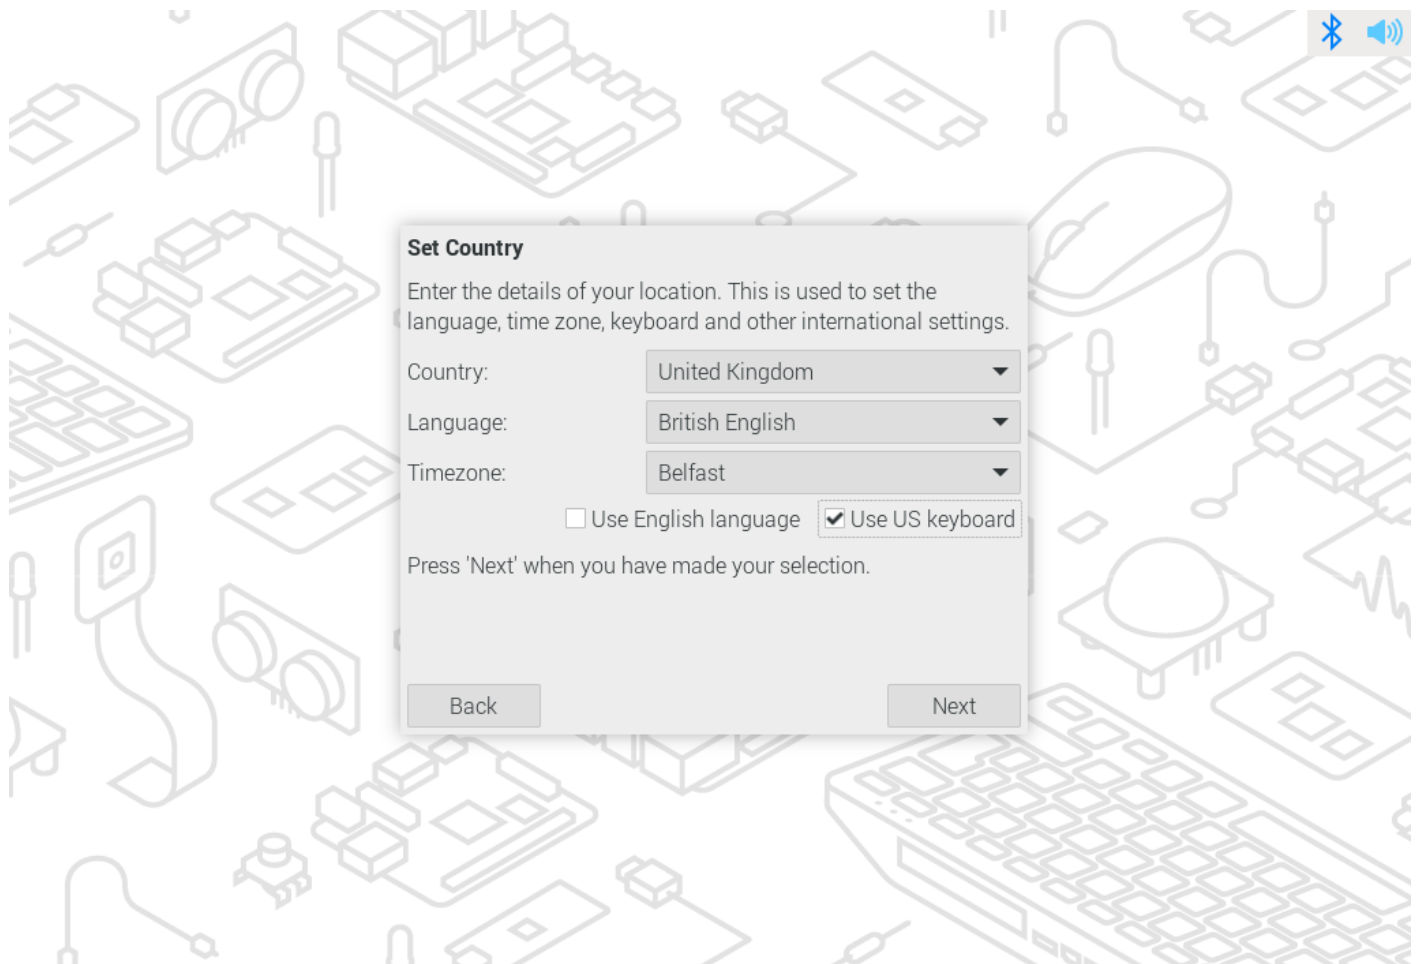 Set Country
Enter the details of your location. This is used to set the
language, time zone, keyboard and other international settings.
Country: United Kingdom
Language: British English
Timezone: Belfast
Use English language Use US keyboard
Press 'Next' when you have made your selection.
Back Next